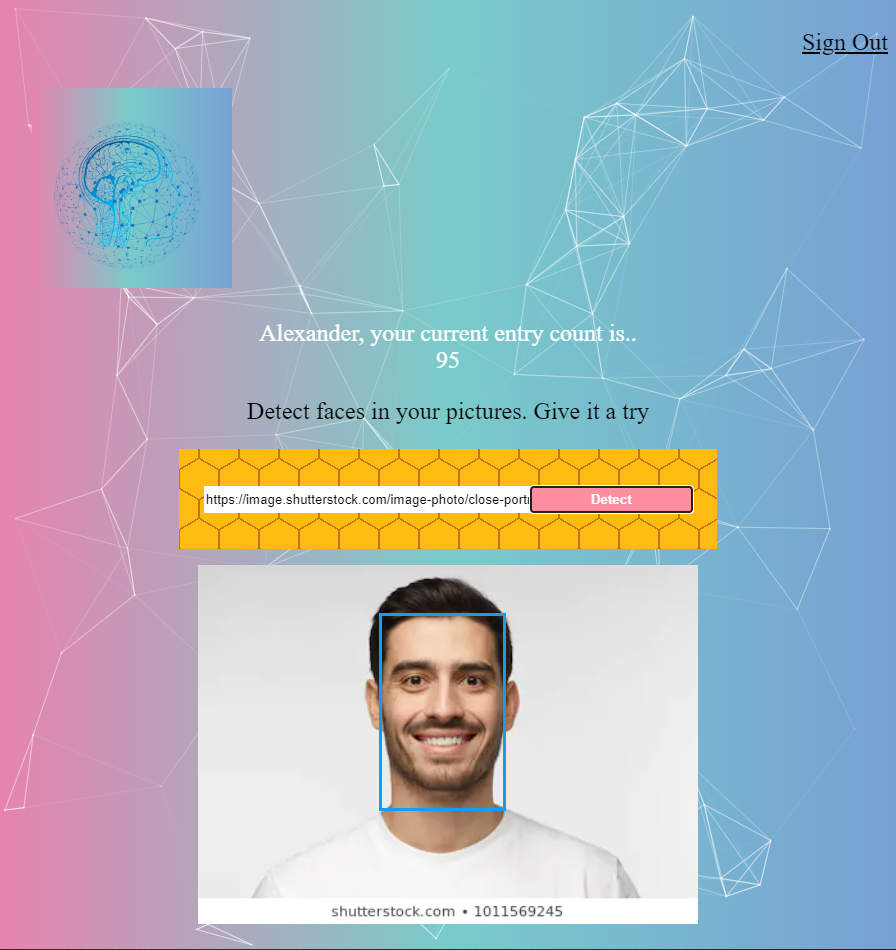 Sign Out
Alexander, your current entry count is..
95
Detect faces in your pictures. Give it a try
https://image.shutterstock.com/image-photo/close-port
Detect
shutterstock.com • 1011569245